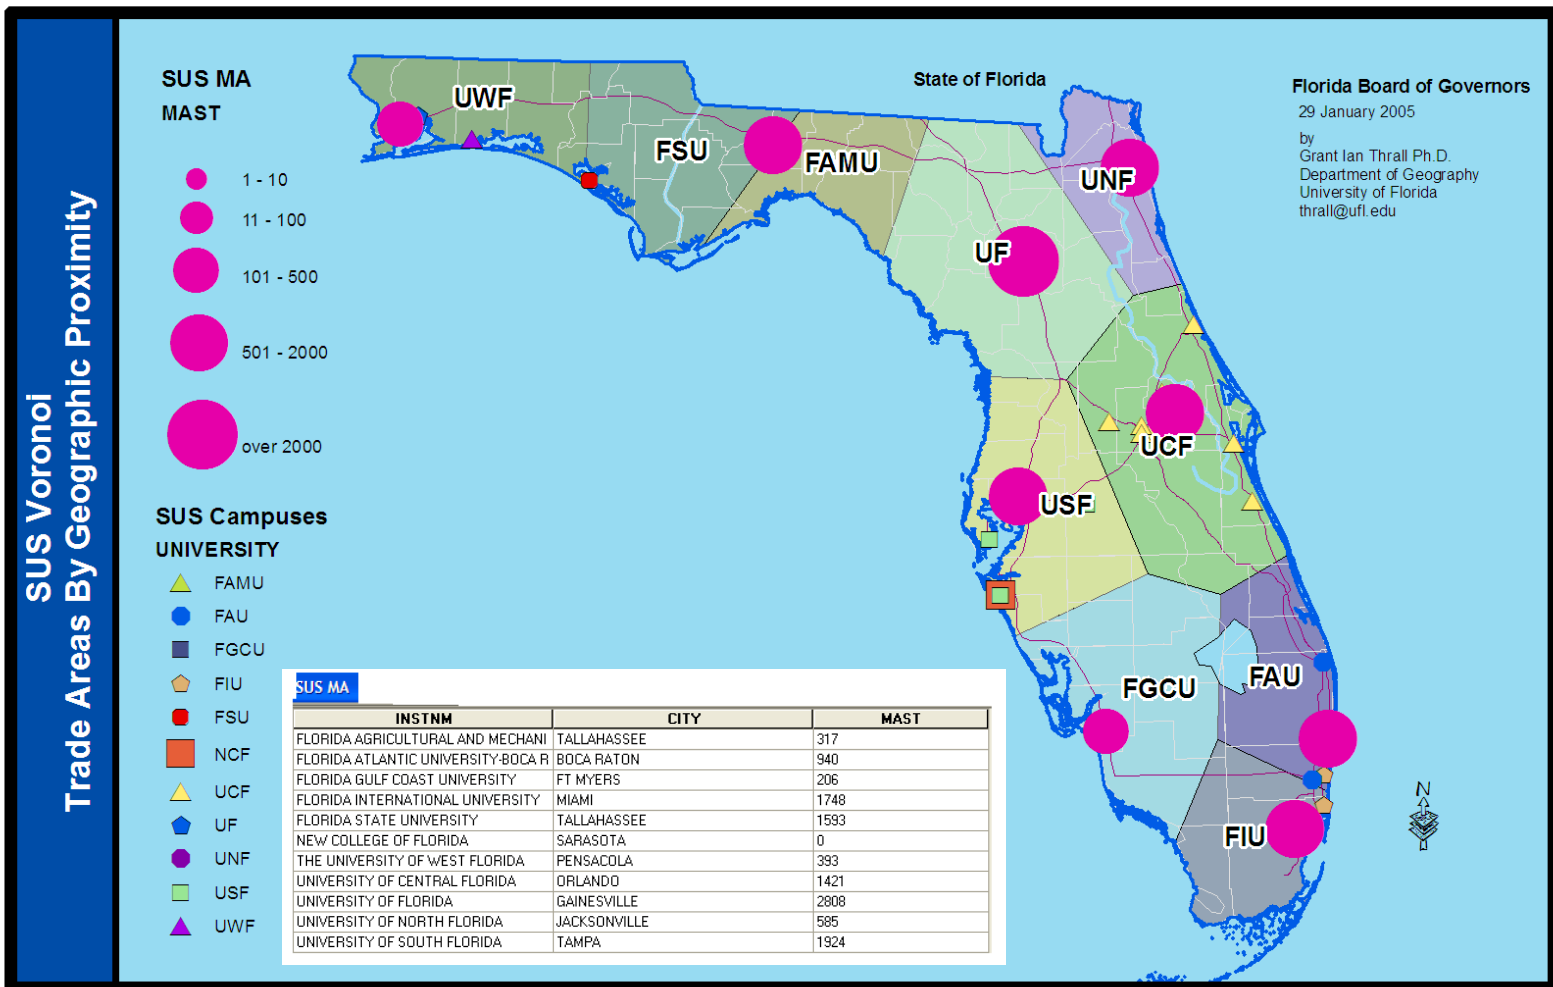 SUS Voronoi
Trade Areas By Geographic Proximity
SUS MA
MAST
1 - 10
11 - 100
101 - 500
501 - 2000
over 2000
SUS Campuses
UNIVERSITY
FAMU
FAU
FGCU
FIU
FSU
NCF
UCF
UF
UNF
USF
UWF
State of Florida
Florida Board of Governors
29 January 2005
by
Grant Ian Thrall Ph.D.
Department of Geography
University of Florida
thrall@ufl.edu
UWF
FSU
FAMU
UNF
UF
UCF
USF
FGCU
FAU
FIU
N
SUS MA
INSTNM CITY MAST
FLORIDA AGRICULTURAL AND MECHANI TALLAHASSEE 317
FLORIDA ATLANTIC UNIVERSITY-BOCA R BOCA RATON 940
FLORIDA GULF COAST UNIVERSITY FT MYERS 206
FLORIDA INTERNATIONAL UNIVERSITY MIAMI 1748
FLORIDA STATE UNIVERSITY TALLAHASSEE 1593
NEW COLLEGE OF FLORIDA SARASOTA 0
THE UNIVERSITY OF WEST FLORIDA PENSACOLA 393
UNIVERSITY OF CENTRAL FLORIDA ORLANDO 1421
UNIVERSITY OF FLORIDA GAINESVILLE 2808
UNIVERSITY OF NORTH FLORIDA JACKSONVILLE 585
UNIVERSITY OF SOUTH FLORIDA TAMPA 1924